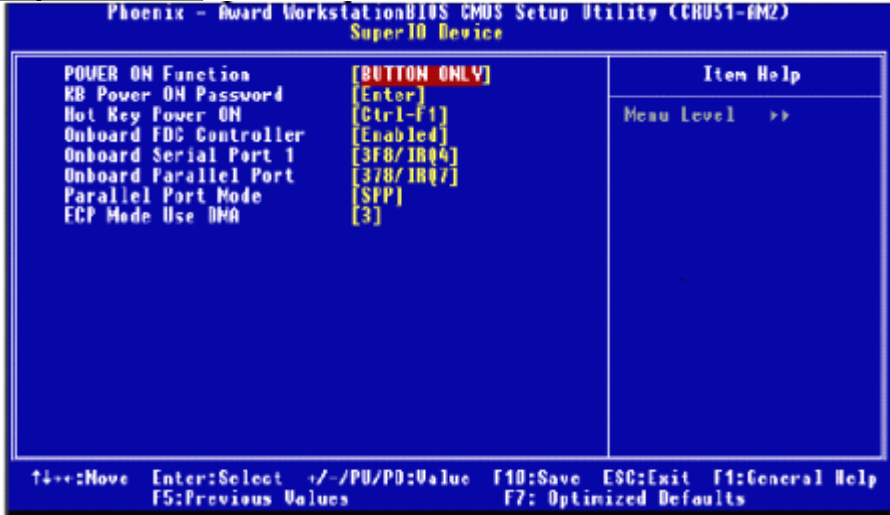 Phoenix - Award WorkstationBIOS CMOS Setup Utility (CRU51-AM2)
SuperIO Device
POWER ON Function [BUTTON ONLY]
KB Power ON Password [Enter]
Hot Key Power ON [Ctrl-F1]
Onboard FDC Controller [Enabled]
Onboard Serial Port 1 [3F8/IRQ4]
Onboard Parallel Port [378/IRQ7]
Parallel Port Mode [SPP]
ECP Mode Use DMA [3]
Item Help
Menu Level ▸▸
↑↓→←:Move Enter:Select +/-/PU/PD:Value F10:Save ESC:Exit F1:General Help
F5:Previous Values F7: Optimized Defaults